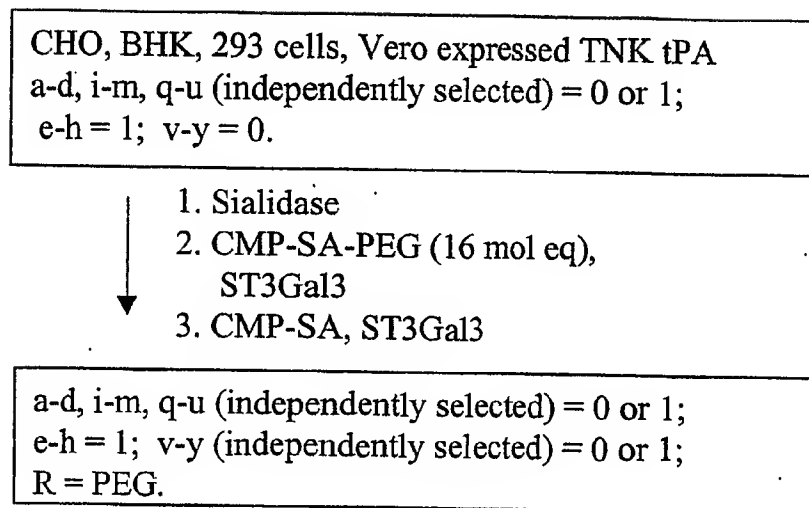 CHO, BHK, 293 cells, Vero expressed TNK tPA
a-d, i-m, q-u (independently selected) = 0 or 1;
e-h = 1; v-y = 0.
1. Sialidase
2. CMP-SA-PEG (16 mol eq),
ST3Gal3
3. CMP-SA, ST3Gal3
a-d, i-m, q-u (independently selected) = 0 or 1;
e-h = 1; v-y (independently selected) = 0 or 1;
R = PEG.